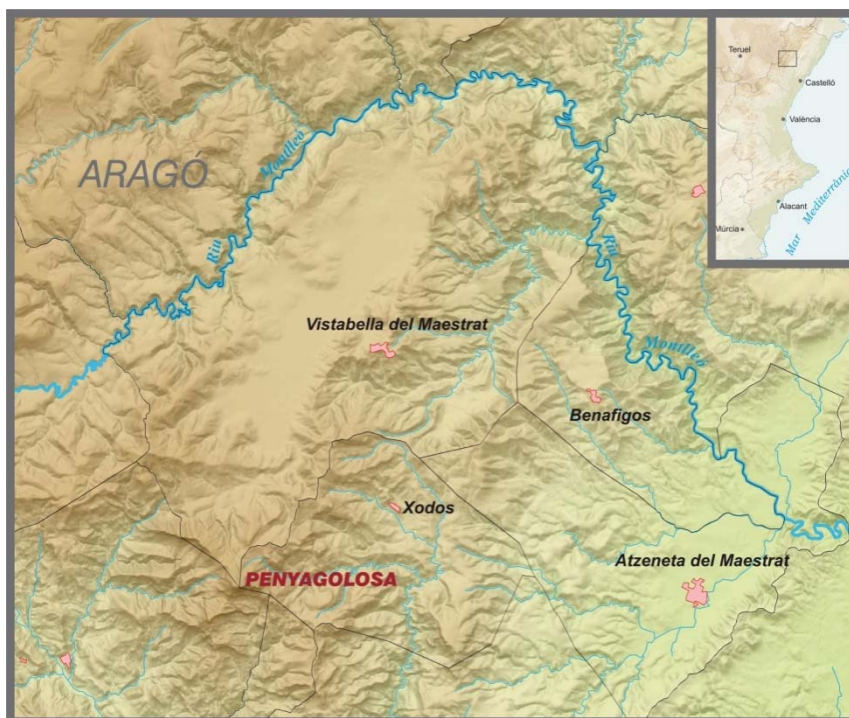 Teruel
Castelló
València
Alacant
Múrcia
Mar Mediterrània
ARAGÓ
Riu
Montlleó
Riu
Montlleó
Vistabella del Maestrat
Benafigos
Xodos
PENYAGOLOSA
Atzeneta del Maestrat